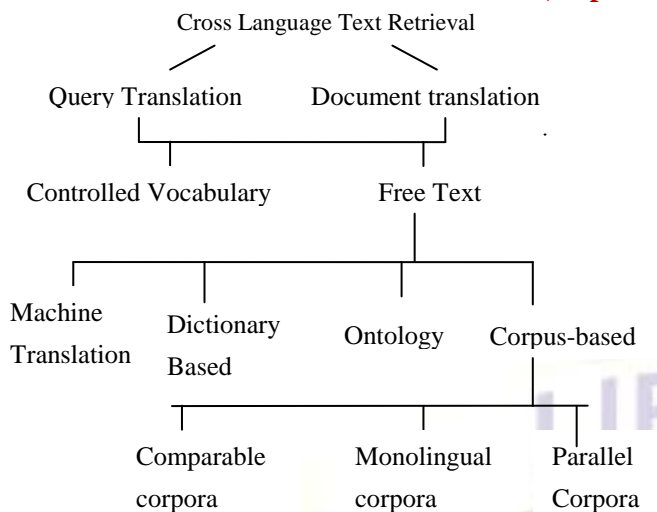 Cross Language Text Retrieval
Query Translation Document translation
.
Controlled Vocabulary Free Text
Machine
Translation
Dictionary
Based
Ontology
Corpus-based
Comparable
corpora
Monolingual
corpora
Parallel
Corpora